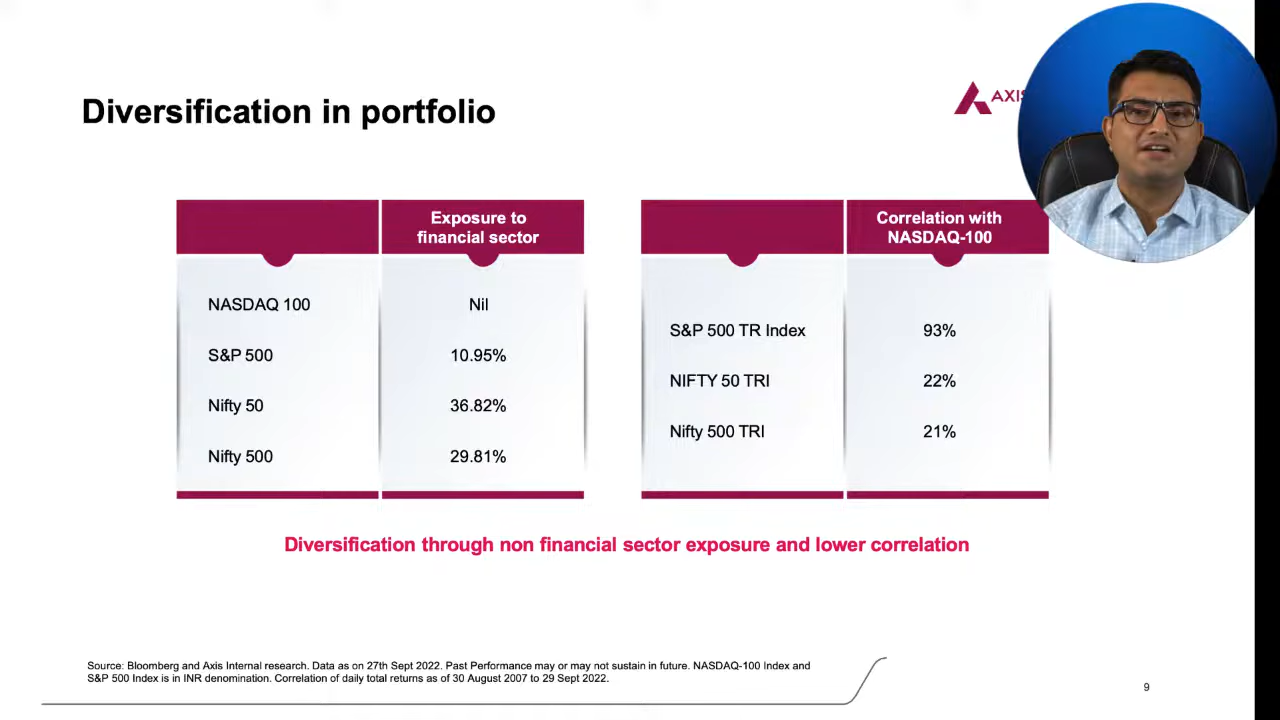 Diversification in portfolio
AXIS
Exposure to
financial sector
NASDAQ 100 Nil
S&P 500 10.95%
Nifty 50 36.82%
Nifty 500 29.81%
Correlation with
NASDAQ-100
S&P 500 TR Index 93%
NIFTY 50 TRI 22%
Nifty 500 TRI 21%
Diversification through non financial sector exposure and lower correlation
Source: Bloomberg and Axis Internal research. Data as on 27th Sept 2022. Past Performance may or may not sustain in future. NASDAQ-100 Index and
S&P 500 Index is in INR denomination. Correlation of daily total returns as of 30 August 2007 to 29 Sept 2022.
9